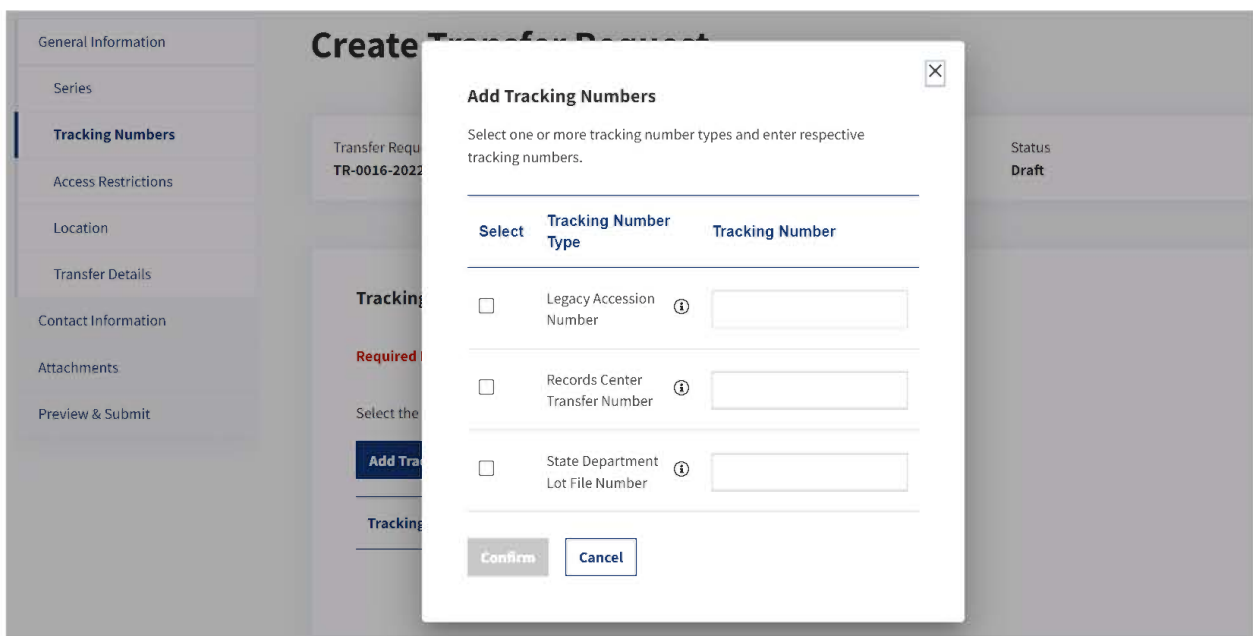 General Information
Series
Tracking Numbers
Access Restrictions
Location
Transfer Details
Contact Information
Attachments
Preview & Submit
Create Transfer Request
Transfer Requ
TR-0016-2022
Status
Draft
Tracking
Required
Select the
Add Tra
Tracking
Add Tracking Numbers
Select one or more tracking number types and enter respective
tracking numbers.
Select
Tracking Number
Type
Tracking Number
Legacy Accession
Number
Records Center
Transfer Number
State Department
Lot File Number
Confirm
Cancel